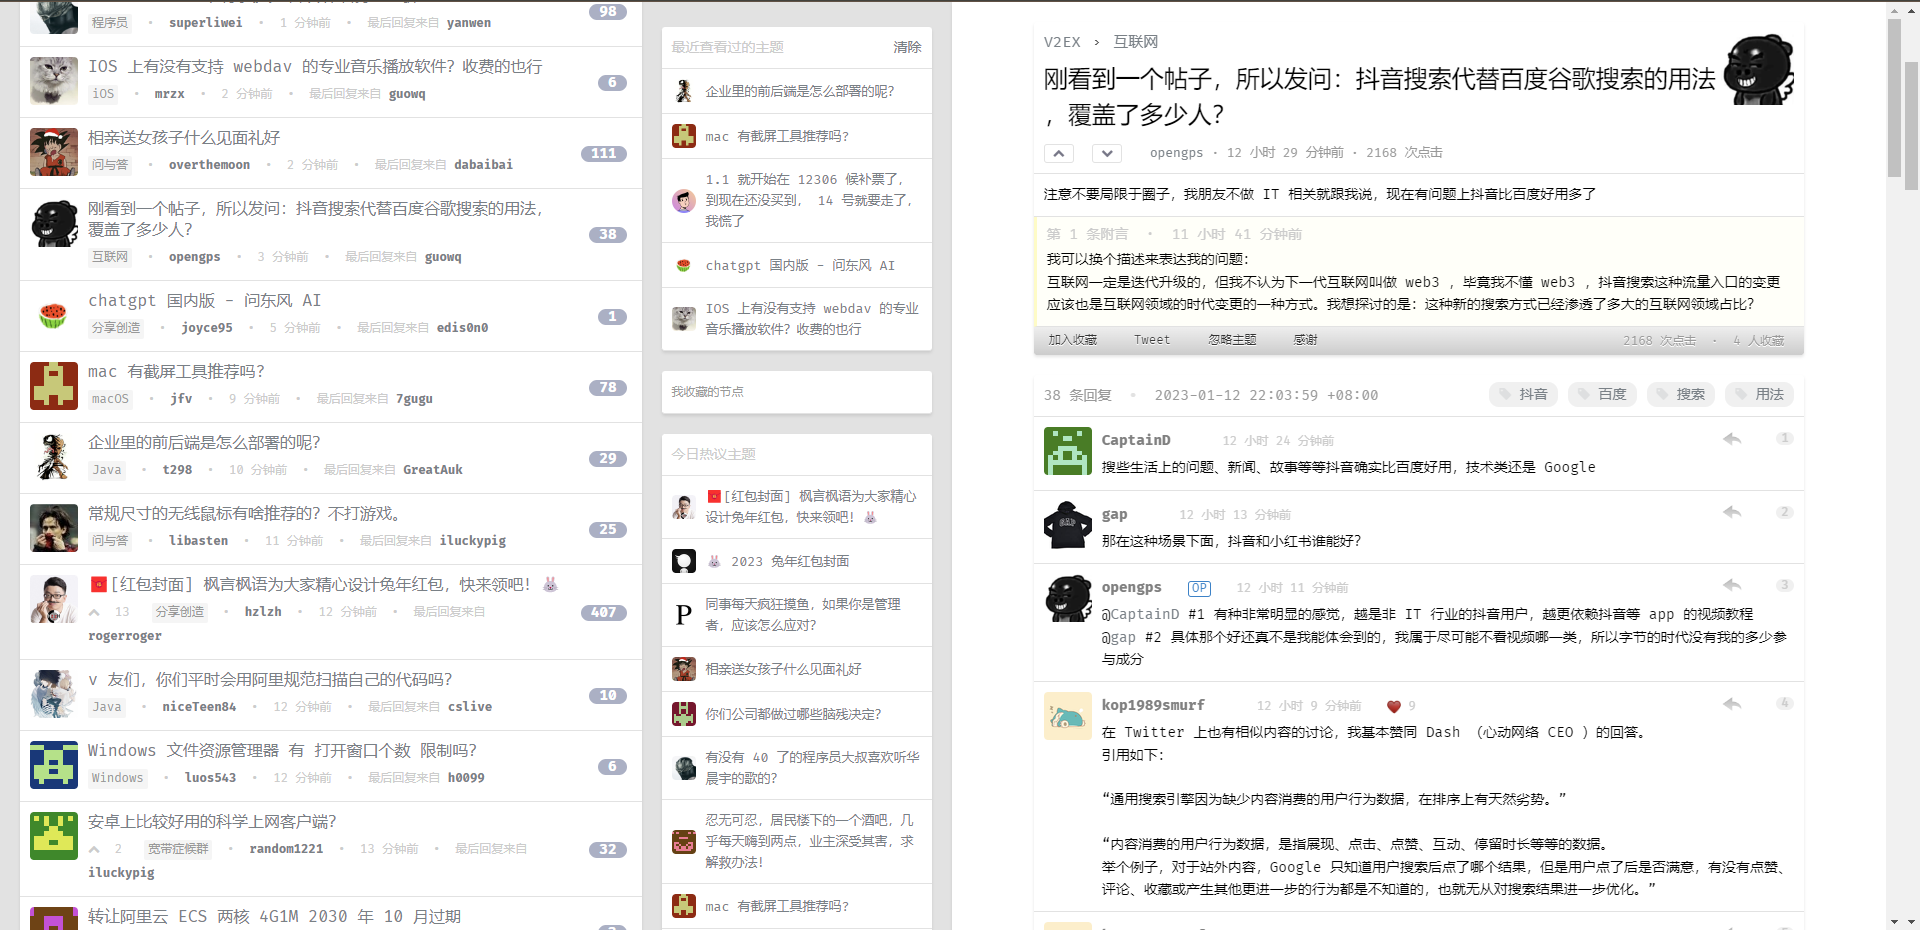 程序员 • superliwei • 1 分钟前 • 最后回复来自 yanwen
98
IOS 上有没有支持 webdav 的专业音乐播放软件？收费的也行
iOS • mrzx • 2 分钟前 • 最后回复来自 guowq
6
相亲送女孩子什么见面礼好
问与答 • overthemoon • 2 分钟前 • 最后回复来自 dabaibai
111
刚看到一个帖子，所以发问：抖音搜索代替百度谷歌搜索的用法，
覆盖了多少人？
互联网 • opengps • 3 分钟前 • 最后回复来自 guowq
38
chatgpt 国内版 - 问东风 AI
分享创造 • joyce95 • 5 分钟前 • 最后回复来自 edis0n0
1
mac 有截屏工具推荐吗？
macOS • jfv • 9 分钟前 • 最后回复来自 7gugu
78
企业里的前后端是怎么部署的呢？
Java • t298 • 10 分钟前 • 最后回复来自 GreatAuk
29
常规尺寸的无线鼠标有啥推荐的？不打游戏。
问与答 • libasten • 11 分钟前 • 最后回复来自 iluckypig
25
🧧[红包封面] 枫言枫语为大家精心设计兔年红包，快来领吧！🐰
13 分享创造 • hzlzh • 12 分钟前 • 最后回复来自
rogerroger
407
v 友们，你们平时会用阿里规范扫描自己的代码吗？
Java • niceTeen84 • 12 分钟前 • 最后回复来自 cslive
10
Windows 文件资源管理器 有 打开窗口个数 限制吗？
Windows • luos543 • 12 分钟前 • 最后回复来自 h0099
6
安卓上比较好用的科学上网客户端？
2 宽带症候群 • random1221 • 13 分钟前 • 最后回复来自
iluckypig
32
转让阿里云 ECS 两核 4G1M 2030 年 10 月过期
最近查看过的主题 清除
企业里的前后端是怎么部署的呢？
mac 有截屏工具推荐吗？
1.1 就开始在 12306 候补票了，
到现在还没买到， 14 号就要走了，
我慌了
chatgpt 国内版 - 问东风 AI
IOS 上有没有支持 webdav 的专业
音乐播放软件？收费的也行
我收藏的节点
今日热议主题
🧧[红包封面] 枫言枫语为大家精心
设计兔年红包，快来领吧！🐰
🐰 2023 兔年红包封面
P
同事每天疯狂摸鱼，如果你是管理
者，应该怎么应对？
相亲送女孩子什么见面礼好
你们公司都做过哪些脑残决定？
有没有 40 了的程序员大叔喜欢听华
晨宇的歌的？
忍无可忍，居民楼下的一个酒吧，几
乎每天嗨到两点，业主深受其害，求
解救办法！
mac 有截屏工具推荐吗？
V2EX › 互联网
刚看到一个帖子，所以发问：抖音搜索代替百度谷歌搜索的用法
，覆盖了多少人？
opengps · 12 小时 29 分钟前 · 2168 次点击
注意不要局限于圈子，我朋友不做 IT 相关就跟我说，现在有问题上抖音比百度好用多了
第 1 条附言 • 11 小时 41 分钟前
我可以换个描述来表达我的问题：
互联网一定是迭代升级的，但我不认为下一代互联网叫做 web3 ，毕竟我不懂 web3 ，抖音搜索这种流量入口的变更
应该也是互联网领域的时代变更的一种方式。我想探讨的是：这种新的搜索方式已经渗透了多大的互联网领域占比？
加入收藏 Tweet 忽略主题 感谢 2168 次点击 · 4 人收藏
38 条回复 • 2023-01-12 22:03:59 +08:00 抖音 百度 搜索 用法
CaptainD 12 小时 24 分钟前 1
搜些生活上的问题、新闻、故事等等抖音确实比百度好用，技术类还是 Google
GAP
gap 12 小时 13 分钟前 2
那在这种场景下面，抖音和小红书谁能好？
opengps OP 12 小时 11 分钟前 3
@CaptainD #1 有种非常明显的感觉，越是非 IT 行业的抖音用户，越更依赖抖音等 app 的视频教程
@gap #2 具体那个好还真不是我能体会到的，我属于尽可能不看视频哪一类，所以字节的时代没有我的多少参
与成分
kop1989smurf 12 小时 9 分钟前 ❤️ 9 4
在 Twitter 上也有相似内容的讨论，我基本赞同 Dash （心动网络 CEO ）的回答。
引用如下：
“通用搜索引擎因为缺少内容消费的用户行为数据，在排序上有天然劣势。”
“内容消费的用户行为数据，是指展现、点击、点赞、互动、停留时长等等的数据。
举个例子，对于站外内容，Google 只知道用户搜索后点了哪个结果，但是用户点了后是否满意，有没有点赞、
评论、收藏或产生其他更进一步的行为都是不知道的，也就无从对搜索结果进一步优化。”